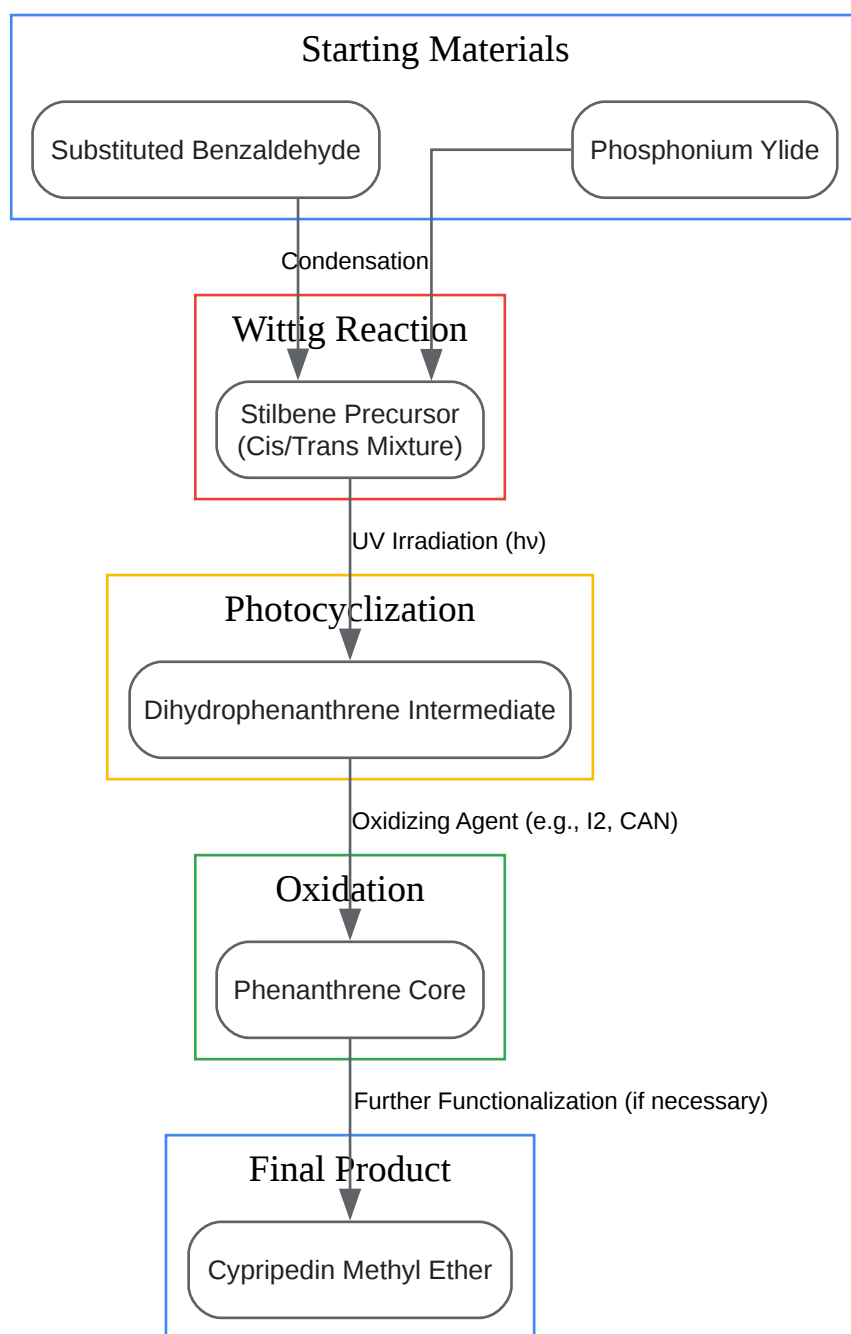 Starting Materials
Substituted Benzaldehyde
Phosphonium Ylide
Condensation
Wittig Reaction
Stilbene Precursor
(Cis/Trans Mixture)
UV Irradiation (hν)
Photocyclization
Dihydrophenanthrene Intermediate
Oxidizing Agent (e.g., I2, CAN)
Oxidation
Phenanthrene Core
Further Functionalization (if necessary)
Final Product
Cypripedin Methyl Ether